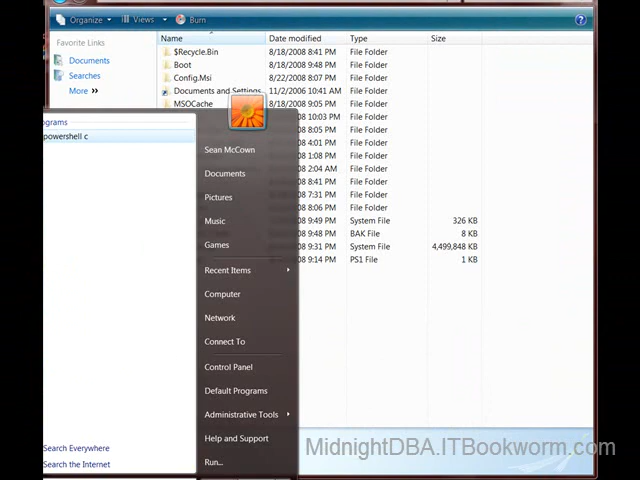 Organize Views Burn
Favorite Links
Documents
Searches
More
Name Date modified Type Size
$Recycle.Bin 8/18/2008 8:41 PM File Folder
Boot 8/18/2008 9:48 PM File Folder
Config.Msi 8/22/2008 8:07 PM File Folder
Documents and Settings 11/2/2006 10:41 AM File Folder
MSOCache 8/18/2008 9:05 PM File Folder
08 10:03 PM File Folder
08 8:05 PM File Folder
08 4:01 PM File Folder
08 1:08 PM File Folder
08 2:04 AM File Folder
08 8:41 PM File Folder
08 7:31 PM File Folder
08 8:06 PM File Folder
08 9:49 PM System File 326 KB
08 9:48 PM BAK File 8 KB
08 9:31 PM System File 4,499,848 KB
08 9:14 PM PS1 File 1 KB
ograms
powershell c
Search Everywhere
Search the Internet
Sean McCown
Documents
Pictures
Music
Games
Recent Items
Computer
Network
Connect To
Control Panel
Default Programs
Administrative Tools
Help and Support
Run...
MidnightDBA.ITBookworm.com